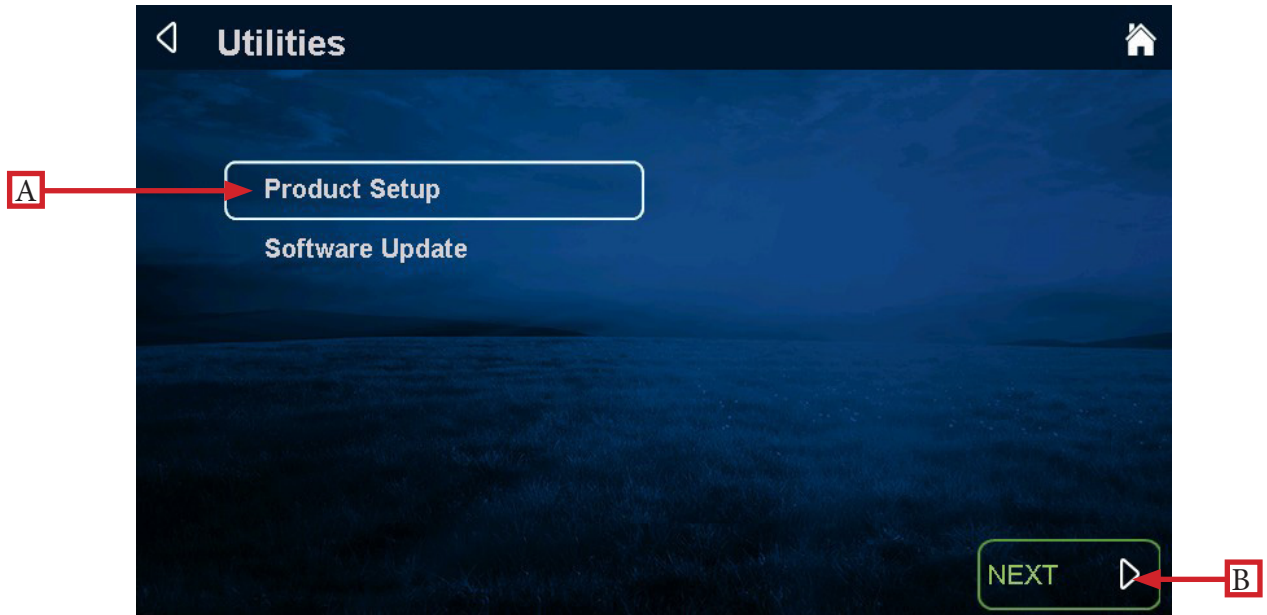 Utilities
A
Product Setup
Software Update
NEXT
B